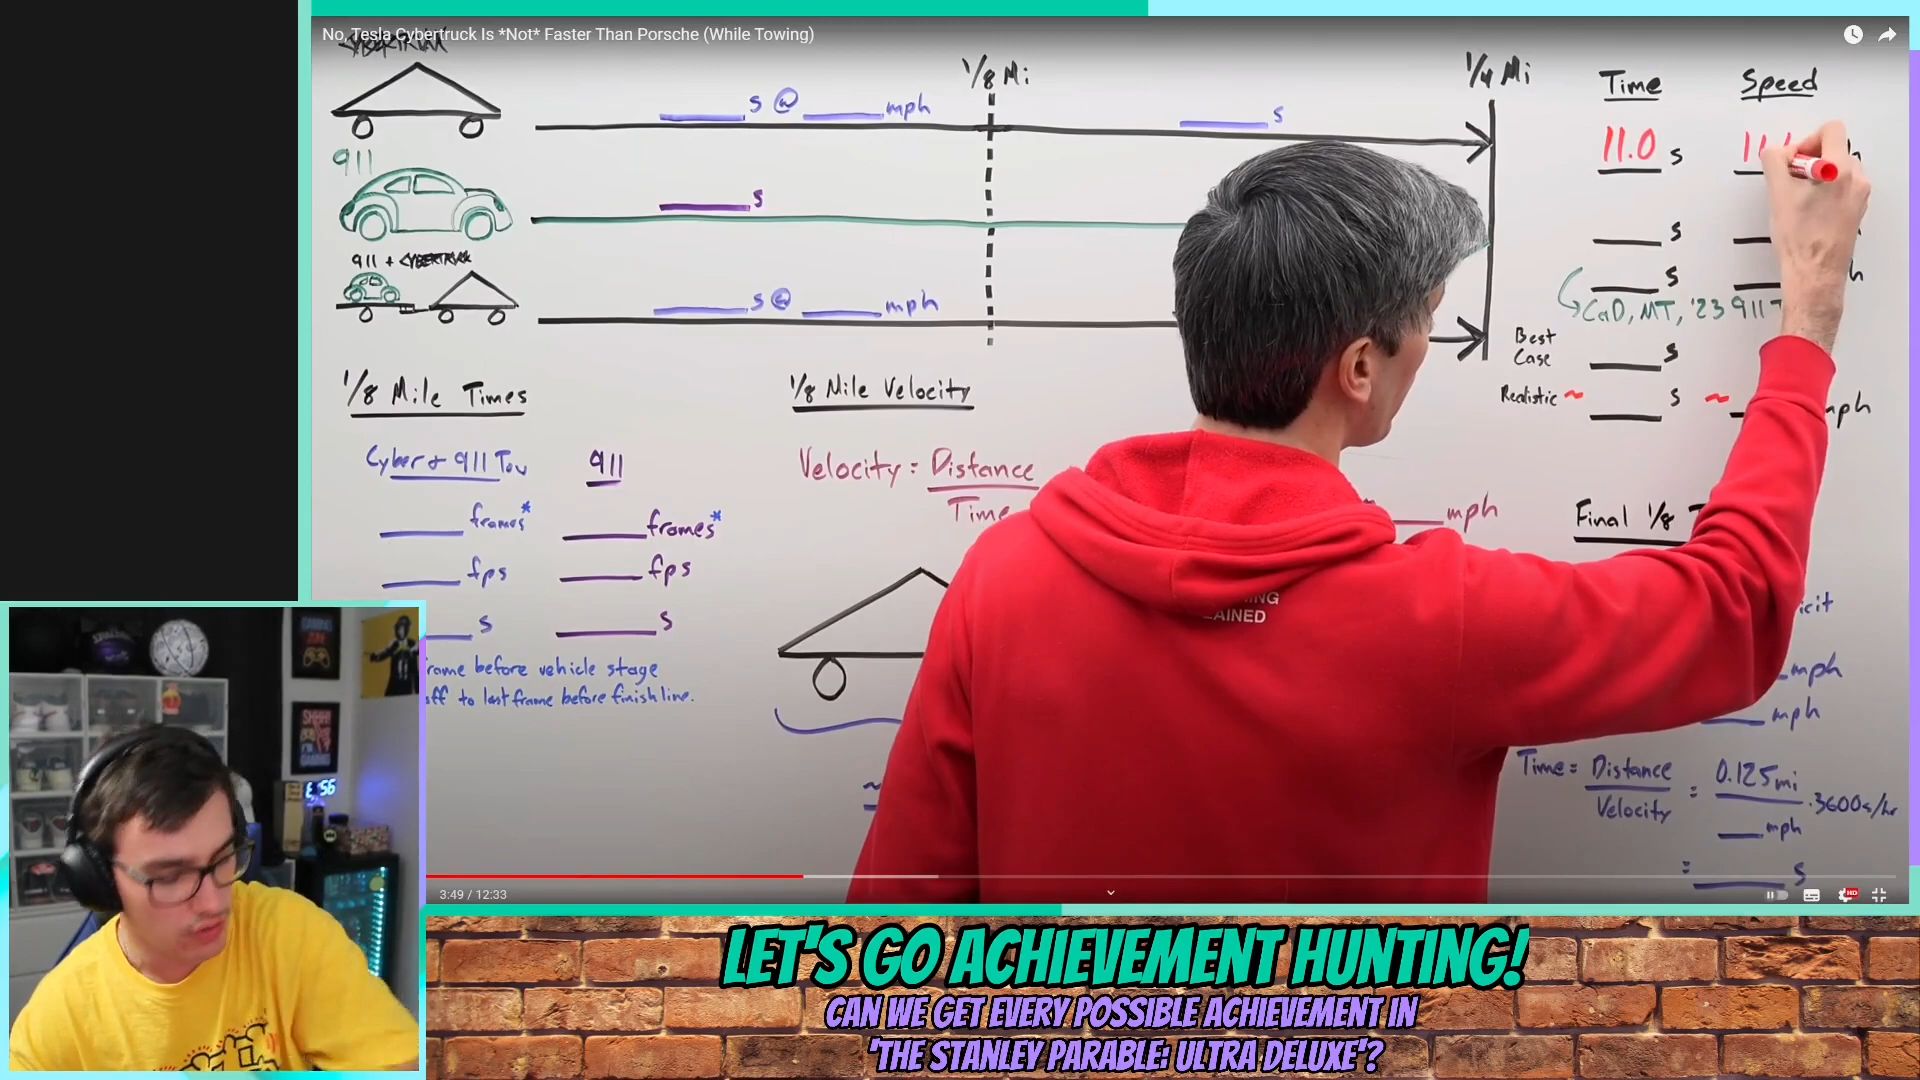 No, Tesla Cybertruck Is *Not* Faster Than Porsche (While Towing)
CYBERTRUCK
1/8 Mi
1/4 Mi
Time
Speed
s @ mph
s
11.0 s
911
s
s
911 + CYBERTRUCK
s
s @ mph
C&D, MT, '23 911
Best
Case
s
Realistic ~ s ~ mph
1/8 Mile Times
1/8 Mile Velocity
Cyber + 911 Tow
911
Velocity = Distance
Time
mph
frames*
frames*
Final 1/8
fps
fps
s
s
frame before vehicle stage
off to last frame before finish line.
mph
mph
Time = Distance
Velocity
= 0.125 mi
mph
· 3600 s/hr
= s
3:49 / 12:33
HD
LET'S GO ACHIEVEMENT HUNTING!
CAN WE GET EVERY POSSIBLE ACHIEVEMENT IN
'THE STANLEY PARABLE: ULTRA DELUXE'?